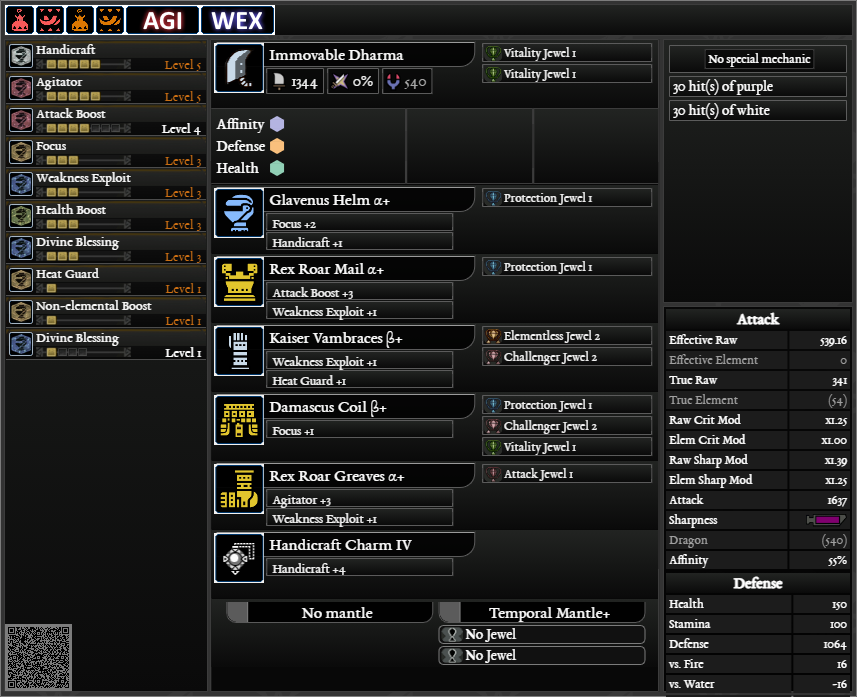 AGI WEX
Handicraft
Level 5
Agitator
Level 5
Attack Boost
Level 4
Focus
Level 3
Weakness Exploit
Level 3
Health Boost
Level 3
Divine Blessing
Level 3
Heat Guard
Level 1
Non-elemental Boost
Level 1
Divine Blessing
Level 1
Immovable Dharma
1344 0% 540
Vitality Jewel 1
Vitality Jewel 1
Affinity
Defense
Health
Glavenus Helm α+
Focus +2
Handicraft +1
Protection Jewel 1
Rex Roar Mail α+
Attack Boost +3
Weakness Exploit +1
Protection Jewel 1
Kaiser Vambraces β+
Weakness Exploit +1
Heat Guard +1
Elementless Jewel 2
Challenger Jewel 2
Damascus Coil β+
Focus +1
Protection Jewel 1
Challenger Jewel 2
Vitality Jewel 1
Rex Roar Greaves α+
Agitator +3
Weakness Exploit +1
Attack Jewel 1
Handicraft Charm IV
Handicraft +4
No mantle
Temporal Mantle+
No Jewel
No Jewel
No special mechanic
30 hit(s) of purple
30 hit(s) of white
Attack
Effective Raw 539.16
Effective Element 0
True Raw 341
True Element (54)
Raw Crit Mod x1.25
Elem Crit Mod x1.00
Raw Sharp Mod x1.39
Elem Sharp Mod x1.25
Attack 1637
Sharpness
Dragon (540)
Affinity 55%
Defense
Health 150
Stamina 100
Defense 1064
vs. Fire 16
vs. Water -16